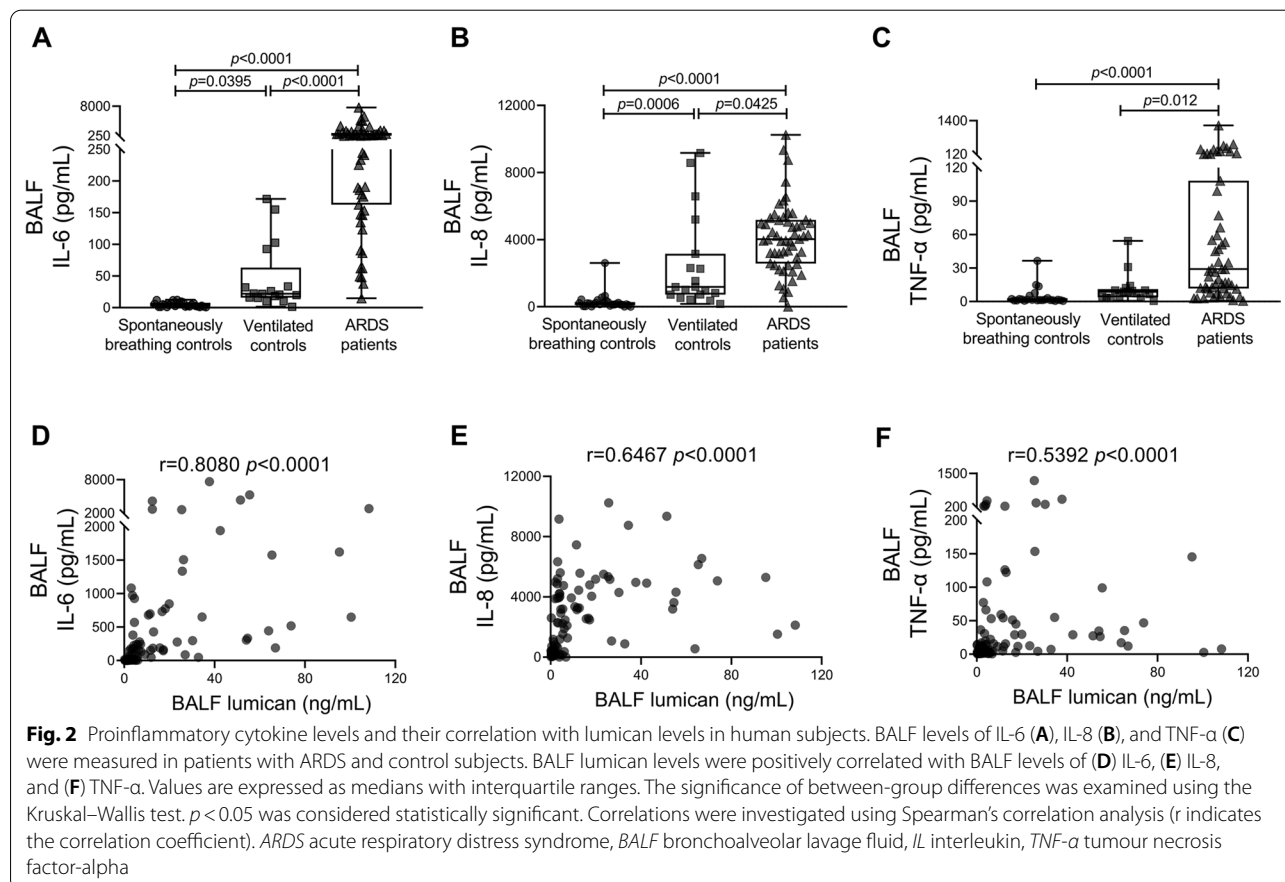 A
B
C
p<0.0001
p=0.0395 p<0.0001
BALF
IL-6 (pg/mL)
8000
250
250
200
150
100
50
0
Spontaneously
breathing controls
Ventilated
controls
ARDS
patients
p<0.0001
p=0.0006 p=0.0425
BALF
IL-8 (pg/mL)
12000
8000
4000
0
Spontaneously
breathing controls
Ventilated
controls
ARDS
patients
p<0.0001
p=0.012
BALF
TNF-α (pg/mL)
1400
120
120
90
60
30
0
Spontaneously
breathing controls
Ventilated
controls
ARDS
patients
D
r=0.8080 p<0.0001
BALF
IL-6 (pg/mL)
8000
2000
2000
1500
1000
500
0
0 40 80 120
BALF lumican (ng/mL)
E
r=0.6467 p<0.0001
BALF
IL-8 (pg/mL)
12000
8000
4000
0
0 40 80 120
BALF lumican (ng/mL)
F
r=0.5392 p<0.0001
BALF
TNF-α (pg/mL)
1500
200
200
150
100
50
0
0 40 80 120
BALF lumican (ng/mL)
Fig. 2 Proinflammatory cytokine levels and their correlation with lumican levels in human subjects. BALF levels of IL-6 (A), IL-8 (B), and TNF-α (C)
were measured in patients with ARDS and control subjects. BALF lumican levels were positively correlated with BALF levels of (D) IL-6, (E) IL-8,
and (F) TNF-α. Values are expressed as medians with interquartile ranges. The significance of between-group differences was examined using the
Kruskal–Wallis test. p < 0.05 was considered statistically significant. Correlations were investigated using Spearman's correlation analysis (r indicates
the correlation coefficient). ARDS acute respiratory distress syndrome, BALF bronchoalveolar lavage fluid, IL interleukin, TNF-α tumour necrosis
factor-alpha